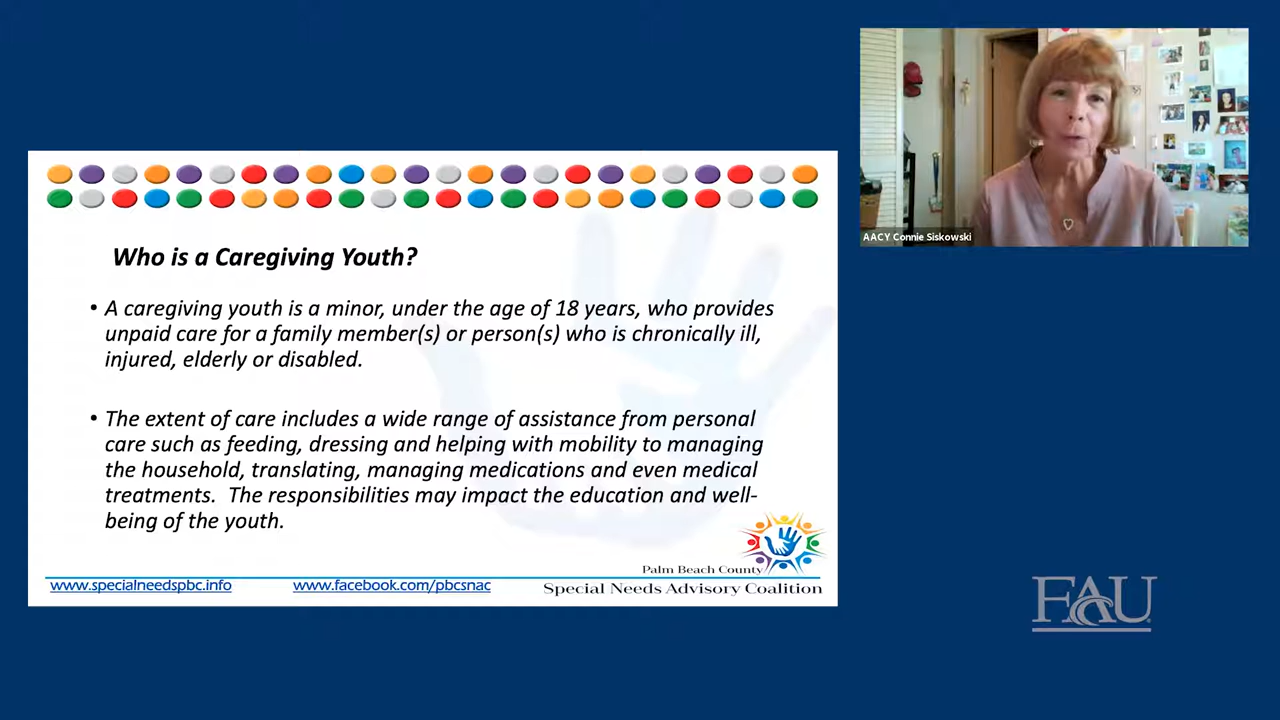 AACY Connie Siskowski
Who is a Caregiving Youth?
• A caregiving youth is a minor, under the age of 18 years, who provides
unpaid care for a family member(s) or person(s) who is chronically ill,
injured, elderly or disabled.
• The extent of care includes a wide range of assistance from personal
care such as feeding, dressing and helping with mobility to managing
the household, translating, managing medications and even medical
treatments.  The responsibilities may impact the education and well-
being of the youth.
Palm Beach County
www.specialneedspbc.info
www.facebook.com/pbcsnac
Special Needs Advisory Coalition
FAU